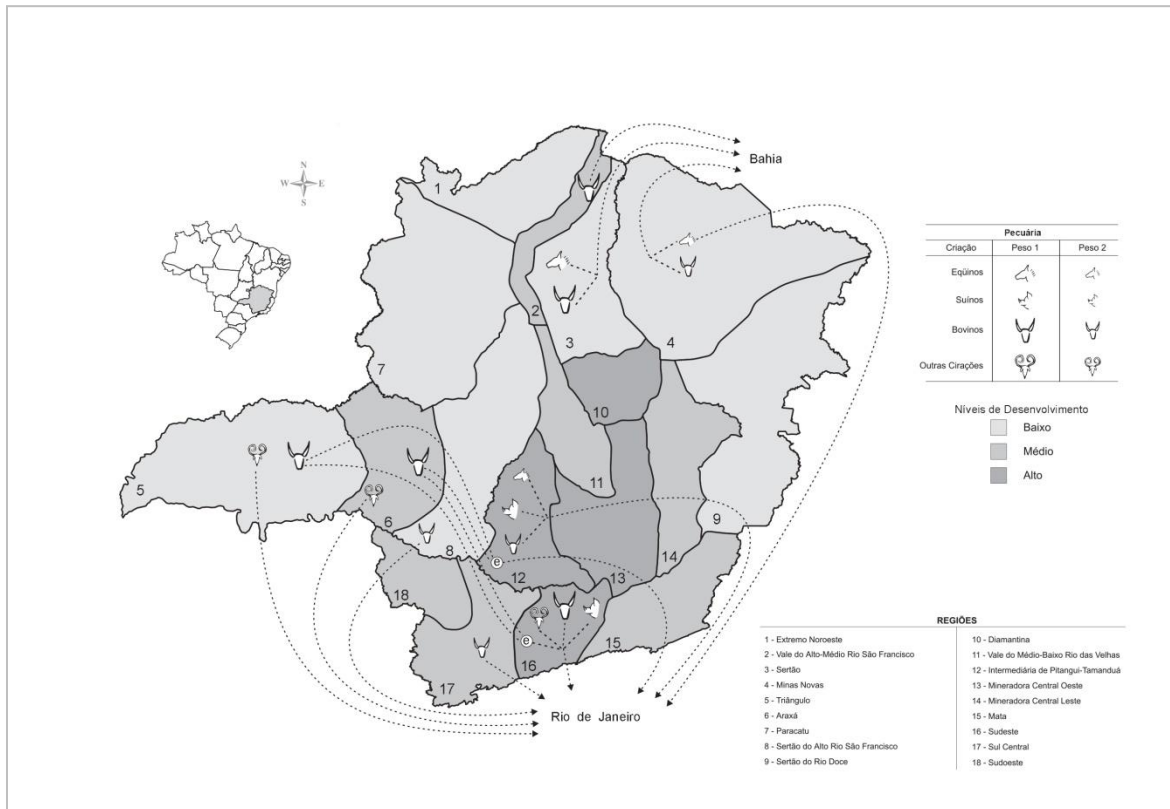 N
W E
S
Bahia
1
2
3
4
5
6
7
8
9
10
11
12
13
14
15
16
17
18
e
e
Rio de Janeiro
Pecuária
Criação Peso 1 Peso 2
Eqüinos
Suínos
Bovinos
Outras Cirações
Níveis de Desenvolvimento
Baixo
Médio
Alto
REGIÕES
1 - Extremo Noroeste
2 - Vale do Alto-Médio Rio São Francisco
3 - Sertão
4 - Minas Novas
5 - Triângulo
6 - Araxá
7 - Paracatu
8 - Sertão do Alto Rio São Francisco
9 - Sertão do Rio Doce
10 - Diamantina
11 - Vale do Médio-Baixo Rio das Velhas
12 - Intermediária de Pitangui-Tamanduá
13 - Mineradora Central Oeste
14 - Mineradora Central Leste
15 - Mata
16 - Sudeste
17 - Sul Central
18 - Sudoeste